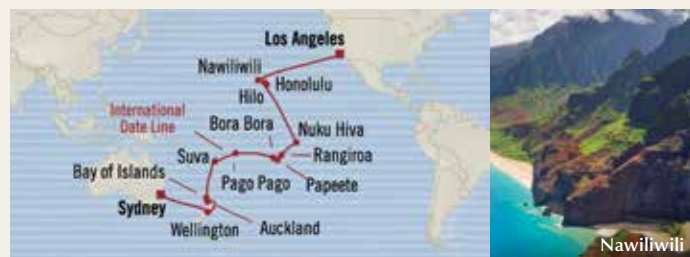 Los Angeles
Nawiliwili
Honolulu
Hilo
International
Date Line
Bora Bora
Nuku Hiva
Suva
Rangiroa
Bay of Islands
Pago Pago
Papeete
Sydney
Wellington
Auckland
Nawiliwili